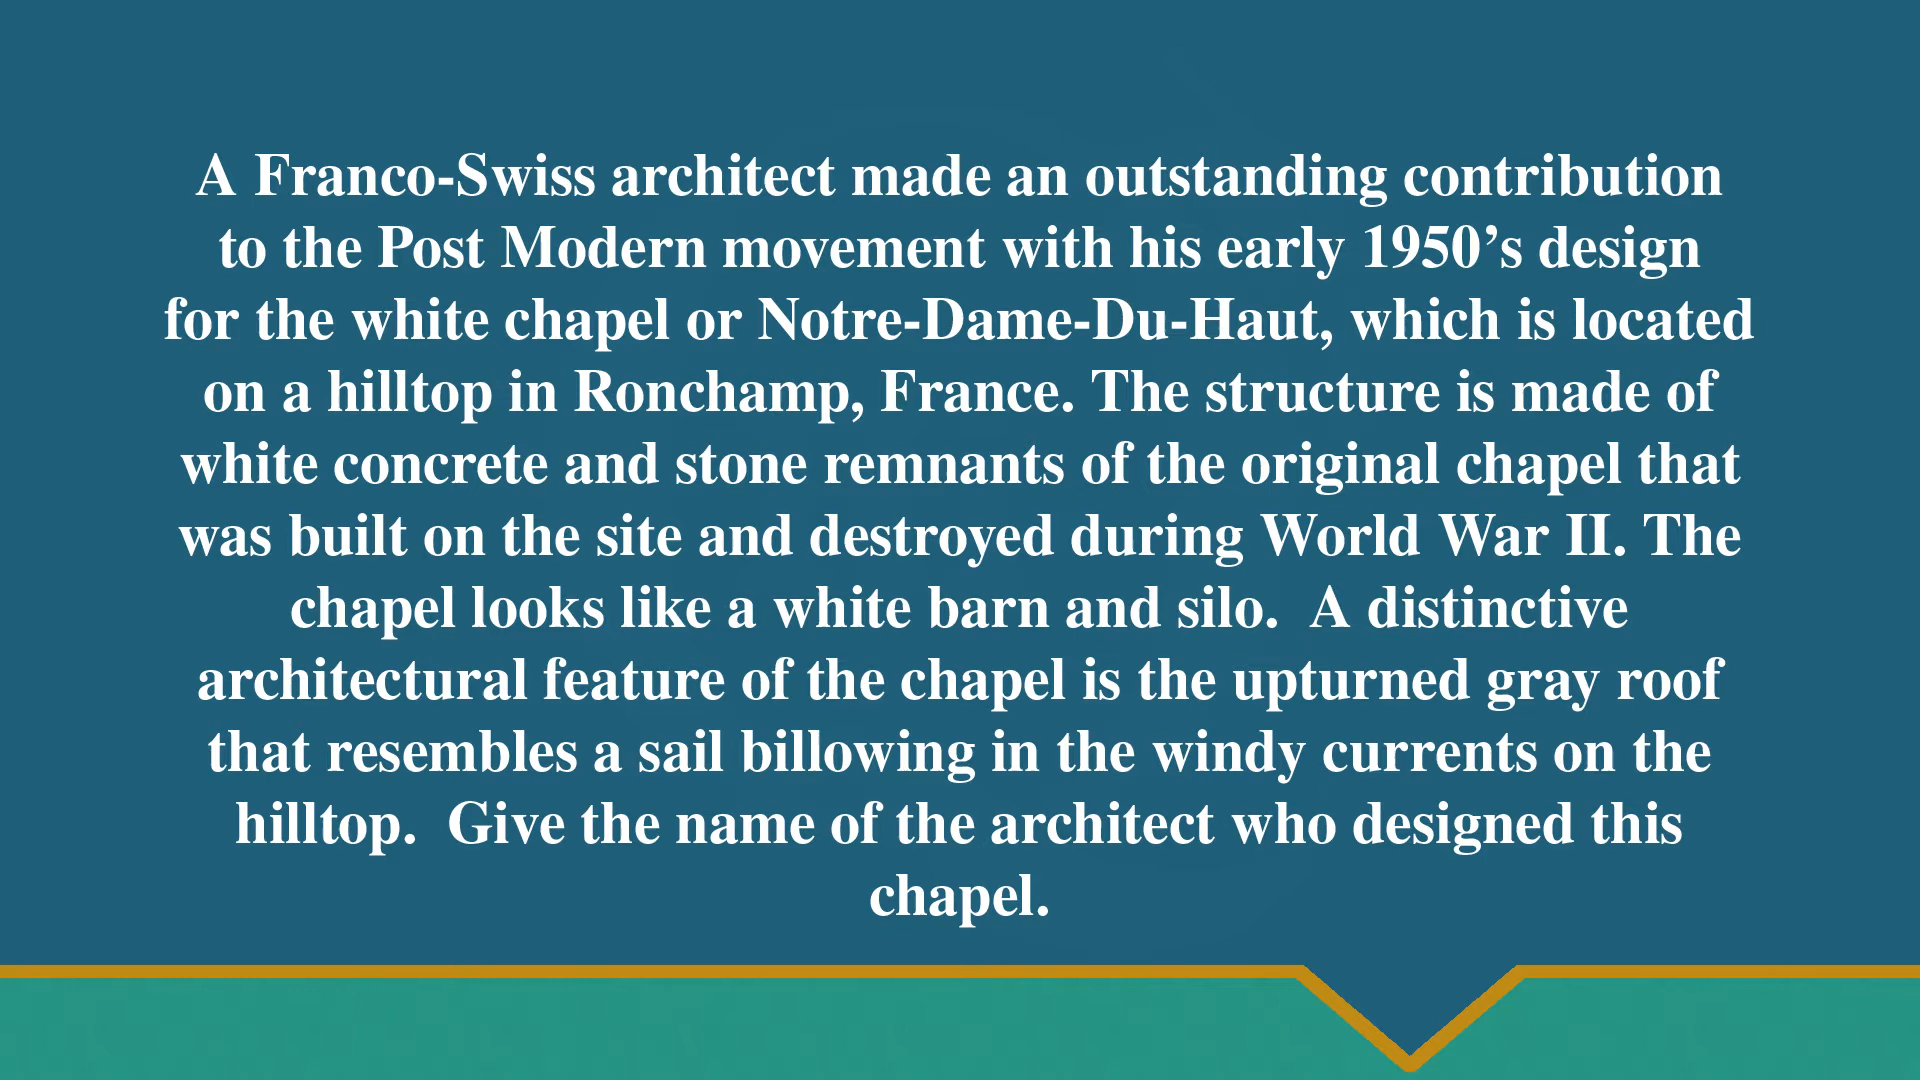 A Franco-Swiss architect made an outstanding contribution
to the Post Modern movement with his early 1950’s design
for the white chapel or Notre-Dame-Du-Haut, which is located
on a hilltop in Ronchamp, France. The structure is made of
white concrete and stone remnants of the original chapel that
was built on the site and destroyed during World War II. The
chapel looks like a white barn and silo.  A distinctive
architectural feature of the chapel is the upturned gray roof
that resembles a sail billowing in the windy currents on the
hilltop.  Give the name of the architect who designed this
chapel.